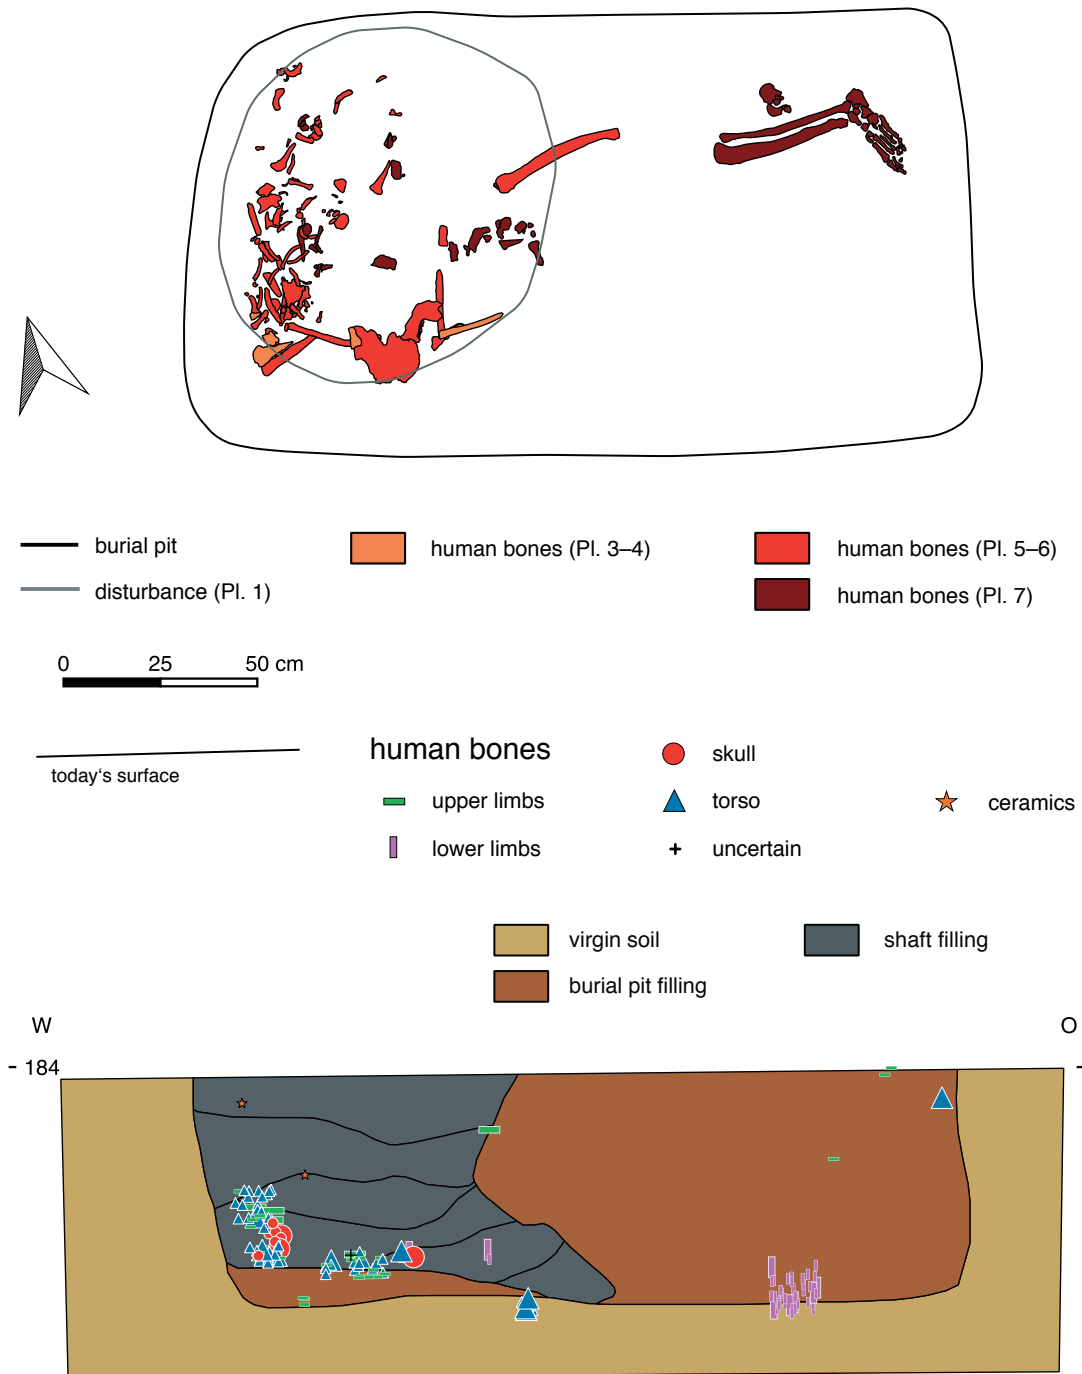 burial pit
human bones (Pl. 3–4)
human bones (Pl. 5–6)
disturbance (Pl. 1)
human bones (Pl. 7)
0 25 50 cm
today‘s surface
human bones
skull
upper limbs
torso
ceramics
lower limbs
uncertain
virgin soil
shaft filling
burial pit filling
W O
- 184 -